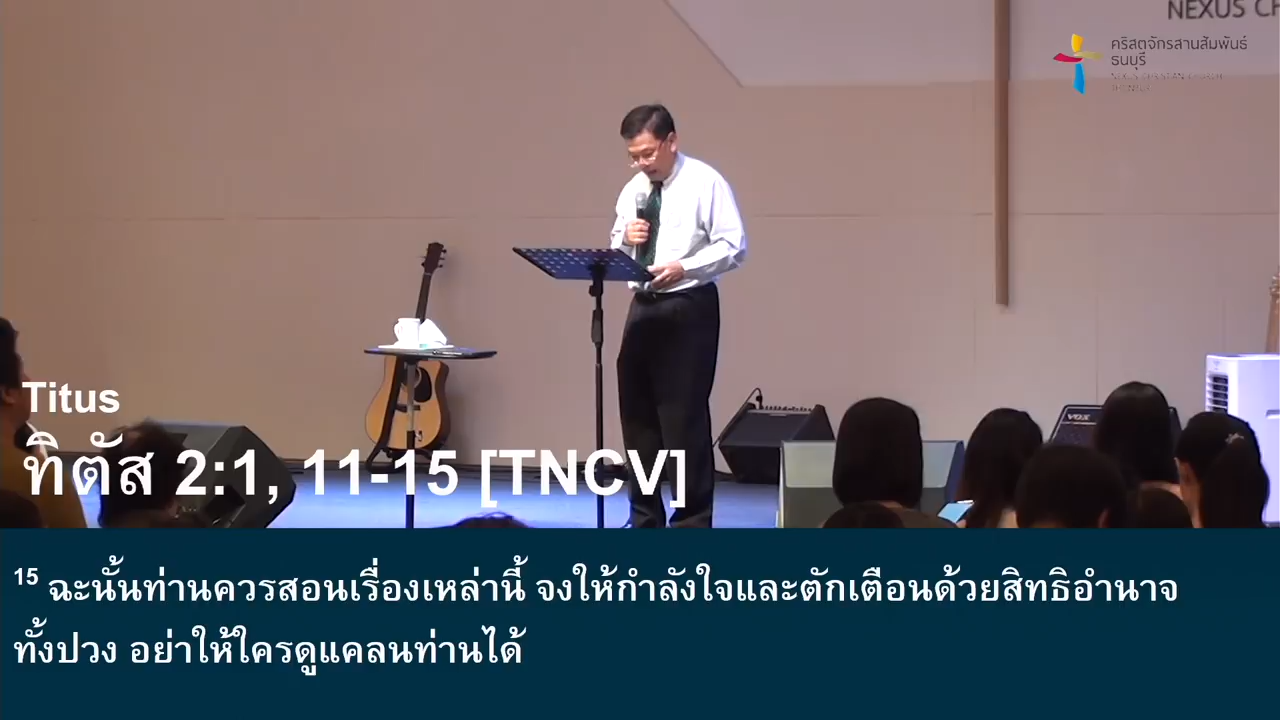 NEXUS CH
คริสตจักรสานสัมพันธ์
ธนบุรี
NEXUS CHRISTIAN CHURCH
Titus
ทิตัส 2:1, 11-15 [TNCV]
VOX
15 ฉะนั้นท่านควรสอนเรื่องเหล่านี้ จงให้กำลังใจและตักเตือนด้วยสิทธิอำนาจ
ทั้งปวง อย่าให้ใครดูแคลนท่านได้